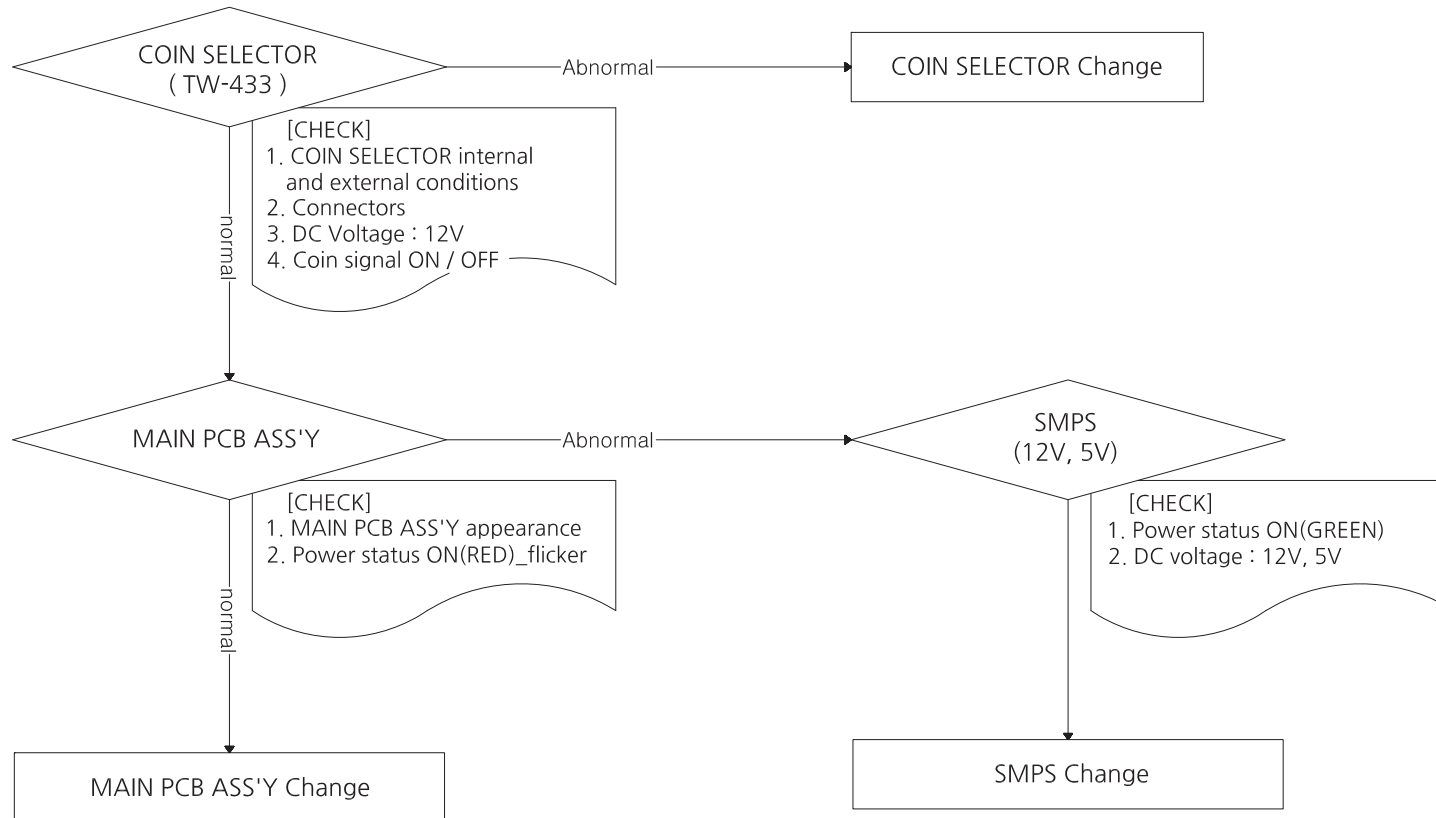 COIN SELECTOR
( TW-433 )
Abnormal
COIN SELECTOR Change
[CHECK]
1. COIN SELECTOR internal
and external conditions
2. Connectors
3. DC Voltage : 12V
4. Coin signal ON / OFF
normal
MAIN PCB ASS'Y
Abnormal
SMPS
(12V, 5V)
[CHECK]
1. MAIN PCB ASS'Y appearance
2. Power status ON(RED)_flicker
[CHECK]
1. Power status ON(GREEN)
2. DC voltage : 12V, 5V
normal
MAIN PCB ASS'Y Change
SMPS Change